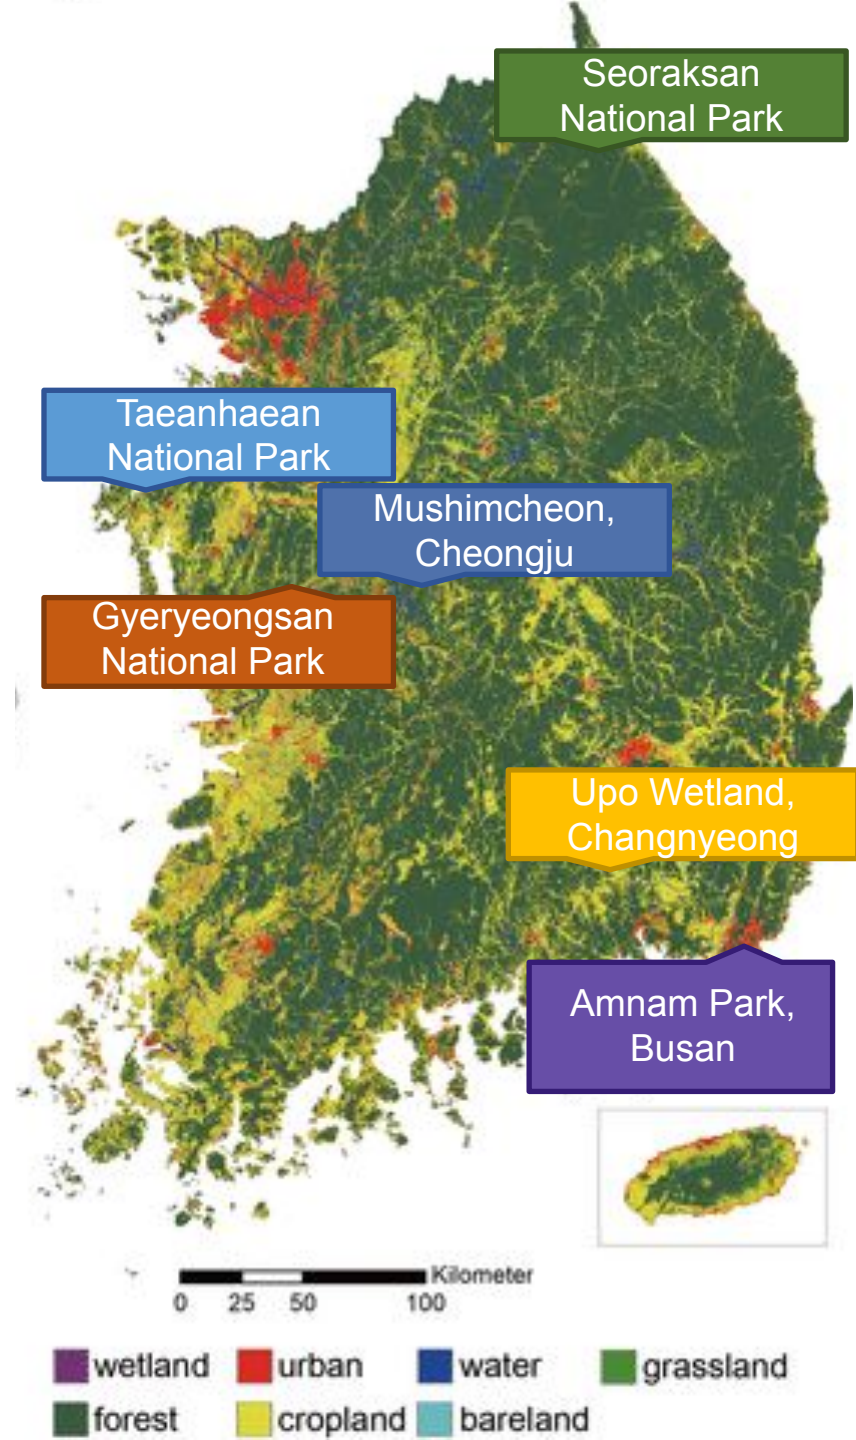 Seoraksan
National Park
Taeanhaean
National Park
Mushimcheon,
Cheongju
Gyeryeongsan
National Park
Upo Wetland,
Changnyeong
Amnam Park,
Busan
Kilometer
0 25 50 100
wetland urban water grassland
forest cropland bareland